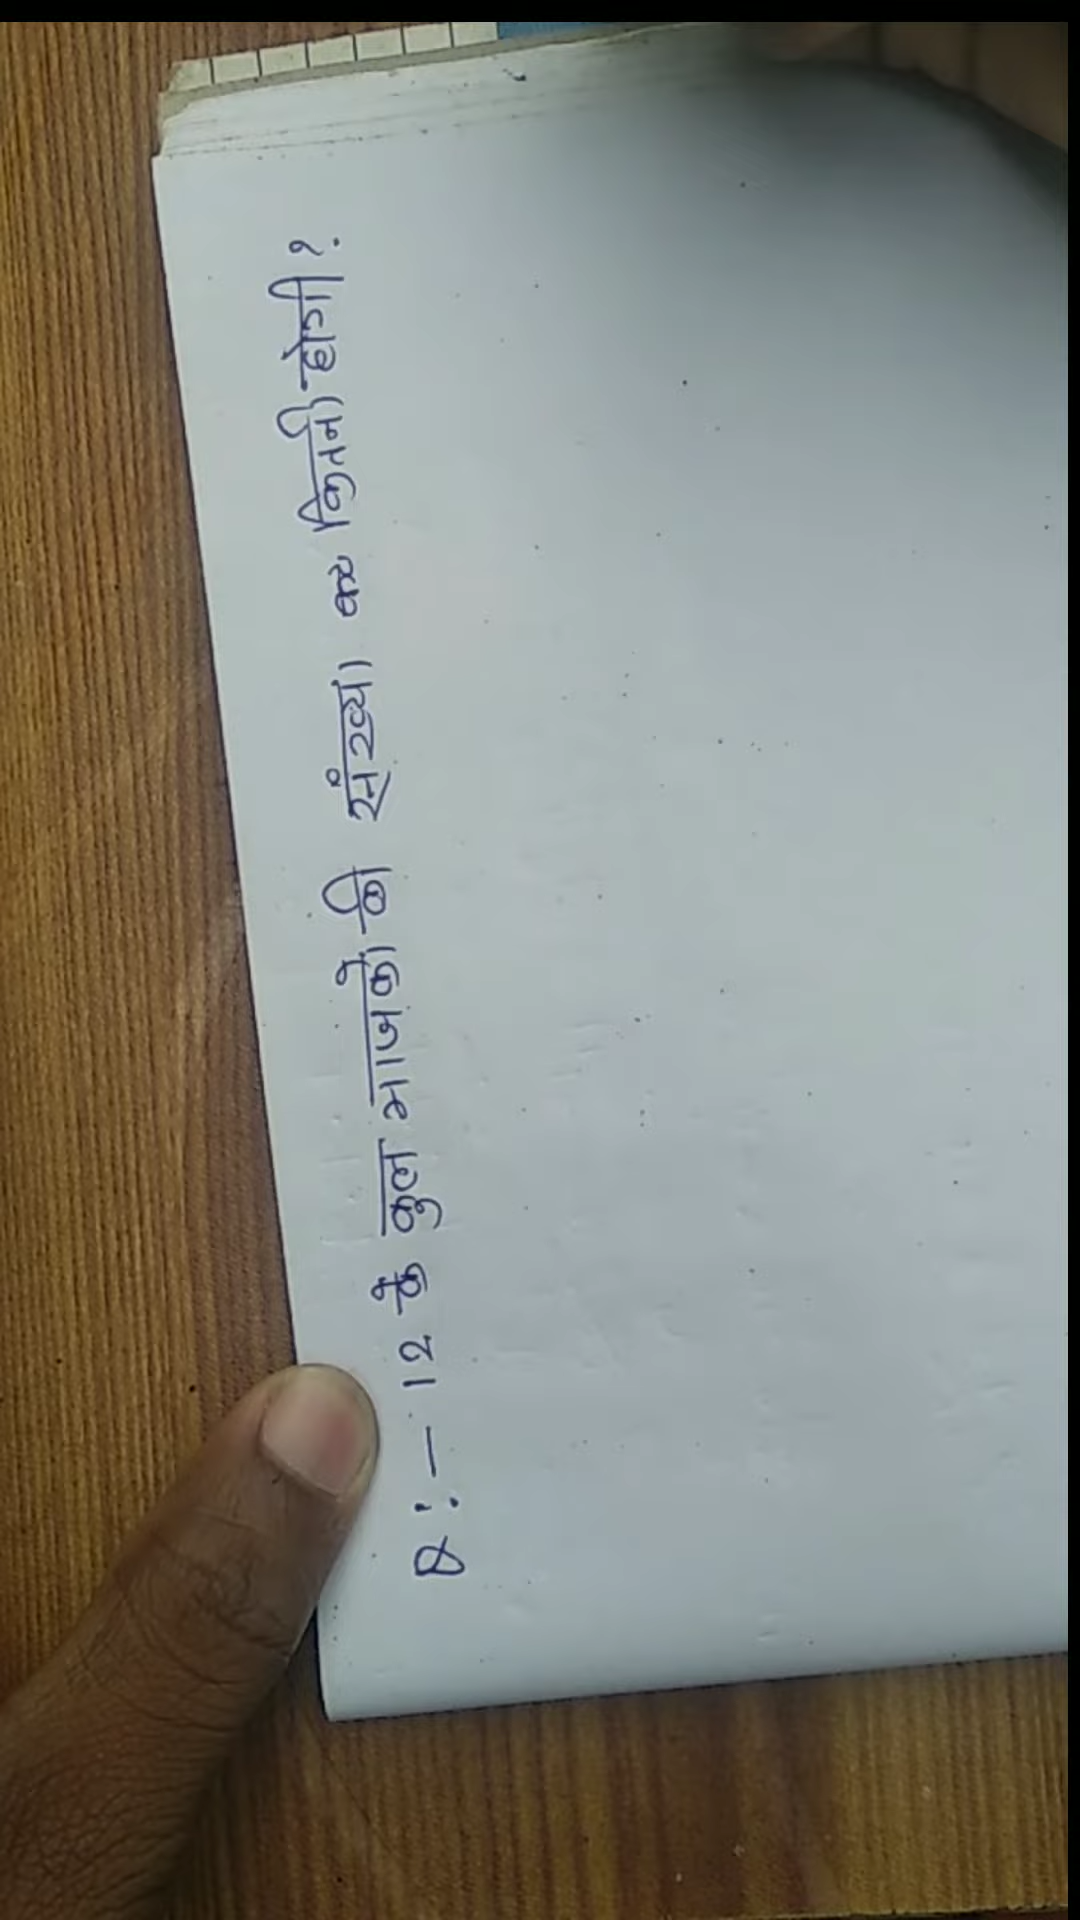 Q:- 12 के कुल भाजकों की संख्या कितनी होगी?